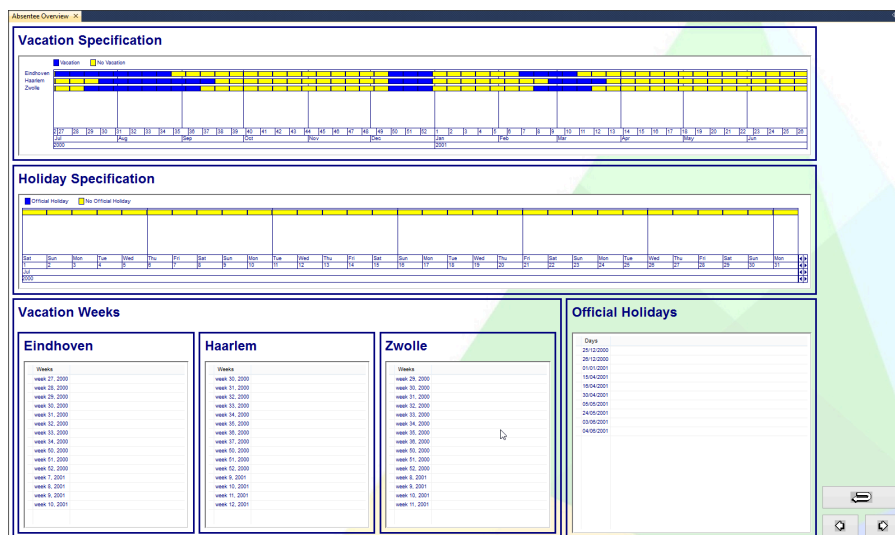 Absentee Overview ×
Vacation Specification
Vacation No Vacation
Eindhoven
Haarlem
Zwolle
27 28 29 30 31 32 33 34 35 36 37 38 39 40 41 42 43 44 45 46 47 48 49 50 51 52 1 2 3 4 5 6 7 8 9 10 11 12 13 14 15 16 17 18 19 20 21 22 23 24 25 26
Jul Aug Sep Oct Nov Dec Jan Feb Mar Apr May Jun
2000 2001
Holiday Specification
Official Holiday No Official Holiday
Sat Sun Mon Tue Wed Thu Fri Sat Sun Mon Tue Wed Thu Fri Sat Sun Mon Tue Wed Thu Fri Sat Sun Mon Tue Wed Thu Fri Sat Sun Mon
1 2 3 4 5 6 7 8 9 10 11 12 13 14 15 16 17 18 19 20 21 22 23 24 25 26 27 28 29 30 31
Jul
2000
Vacation Weeks
Eindhoven
Weeks
week 27, 2000
week 28, 2000
week 29, 2000
week 30, 2000
week 31, 2000
week 32, 2000
week 33, 2000
week 34, 2000
week 50, 2000
week 51, 2000
week 52, 2000
week 7, 2001
week 8, 2001
week 9, 2001
week 10, 2001
Haarlem
Weeks
week 30, 2000
week 31, 2000
week 32, 2000
week 33, 2000
week 34, 2000
week 35, 2000
week 36, 2000
week 37, 2000
week 50, 2000
week 51, 2000
week 52, 2000
week 9, 2001
week 10, 2001
week 11, 2001
week 12, 2001
Zwolle
Weeks
week 29, 2000
week 30, 2000
week 31, 2000
week 32, 2000
week 33, 2000
week 34, 2000
week 35, 2000
week 36, 2000
week 50, 2000
week 51, 2000
week 52, 2000
week 8, 2001
week 9, 2001
week 10, 2001
week 11, 2001
Official Holidays
Days
25/12/2000
26/12/2000
01/01/2001
15/04/2001
16/04/2001
30/04/2001
05/05/2001
24/05/2001
03/06/2001
04/06/2001